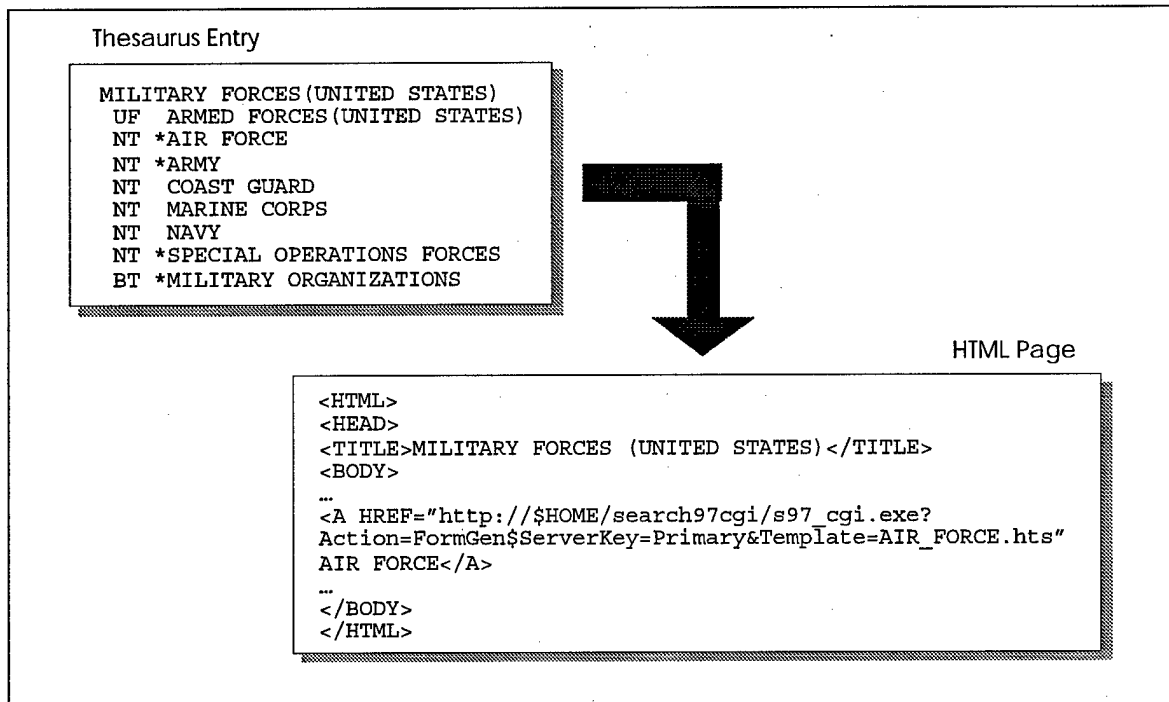 Thesaurus Entry
MILITARY FORCES(UNITED STATES)
UF ARMED FORCES(UNITED STATES)
NT *AIR FORCE
NT *ARMY
NT COAST GUARD
NT MARINE CORPS
NT NAVY
NT *SPECIAL OPERATIONS FORCES
BT *MILITARY ORGANIZATIONS
HTML Page
<HTML>
<HEAD>
<TITLE>MILITARY FORCES (UNITED STATES)</TITLE>
<BODY>
…
<A HREF="http://$HOME/search97cgi/s97_cgi.exe?
Action=FormGen$ServerKey=Primary&Template=AIR_FORCE.hts"
AIR FORCE</A>
…
</BODY>
</HTML>